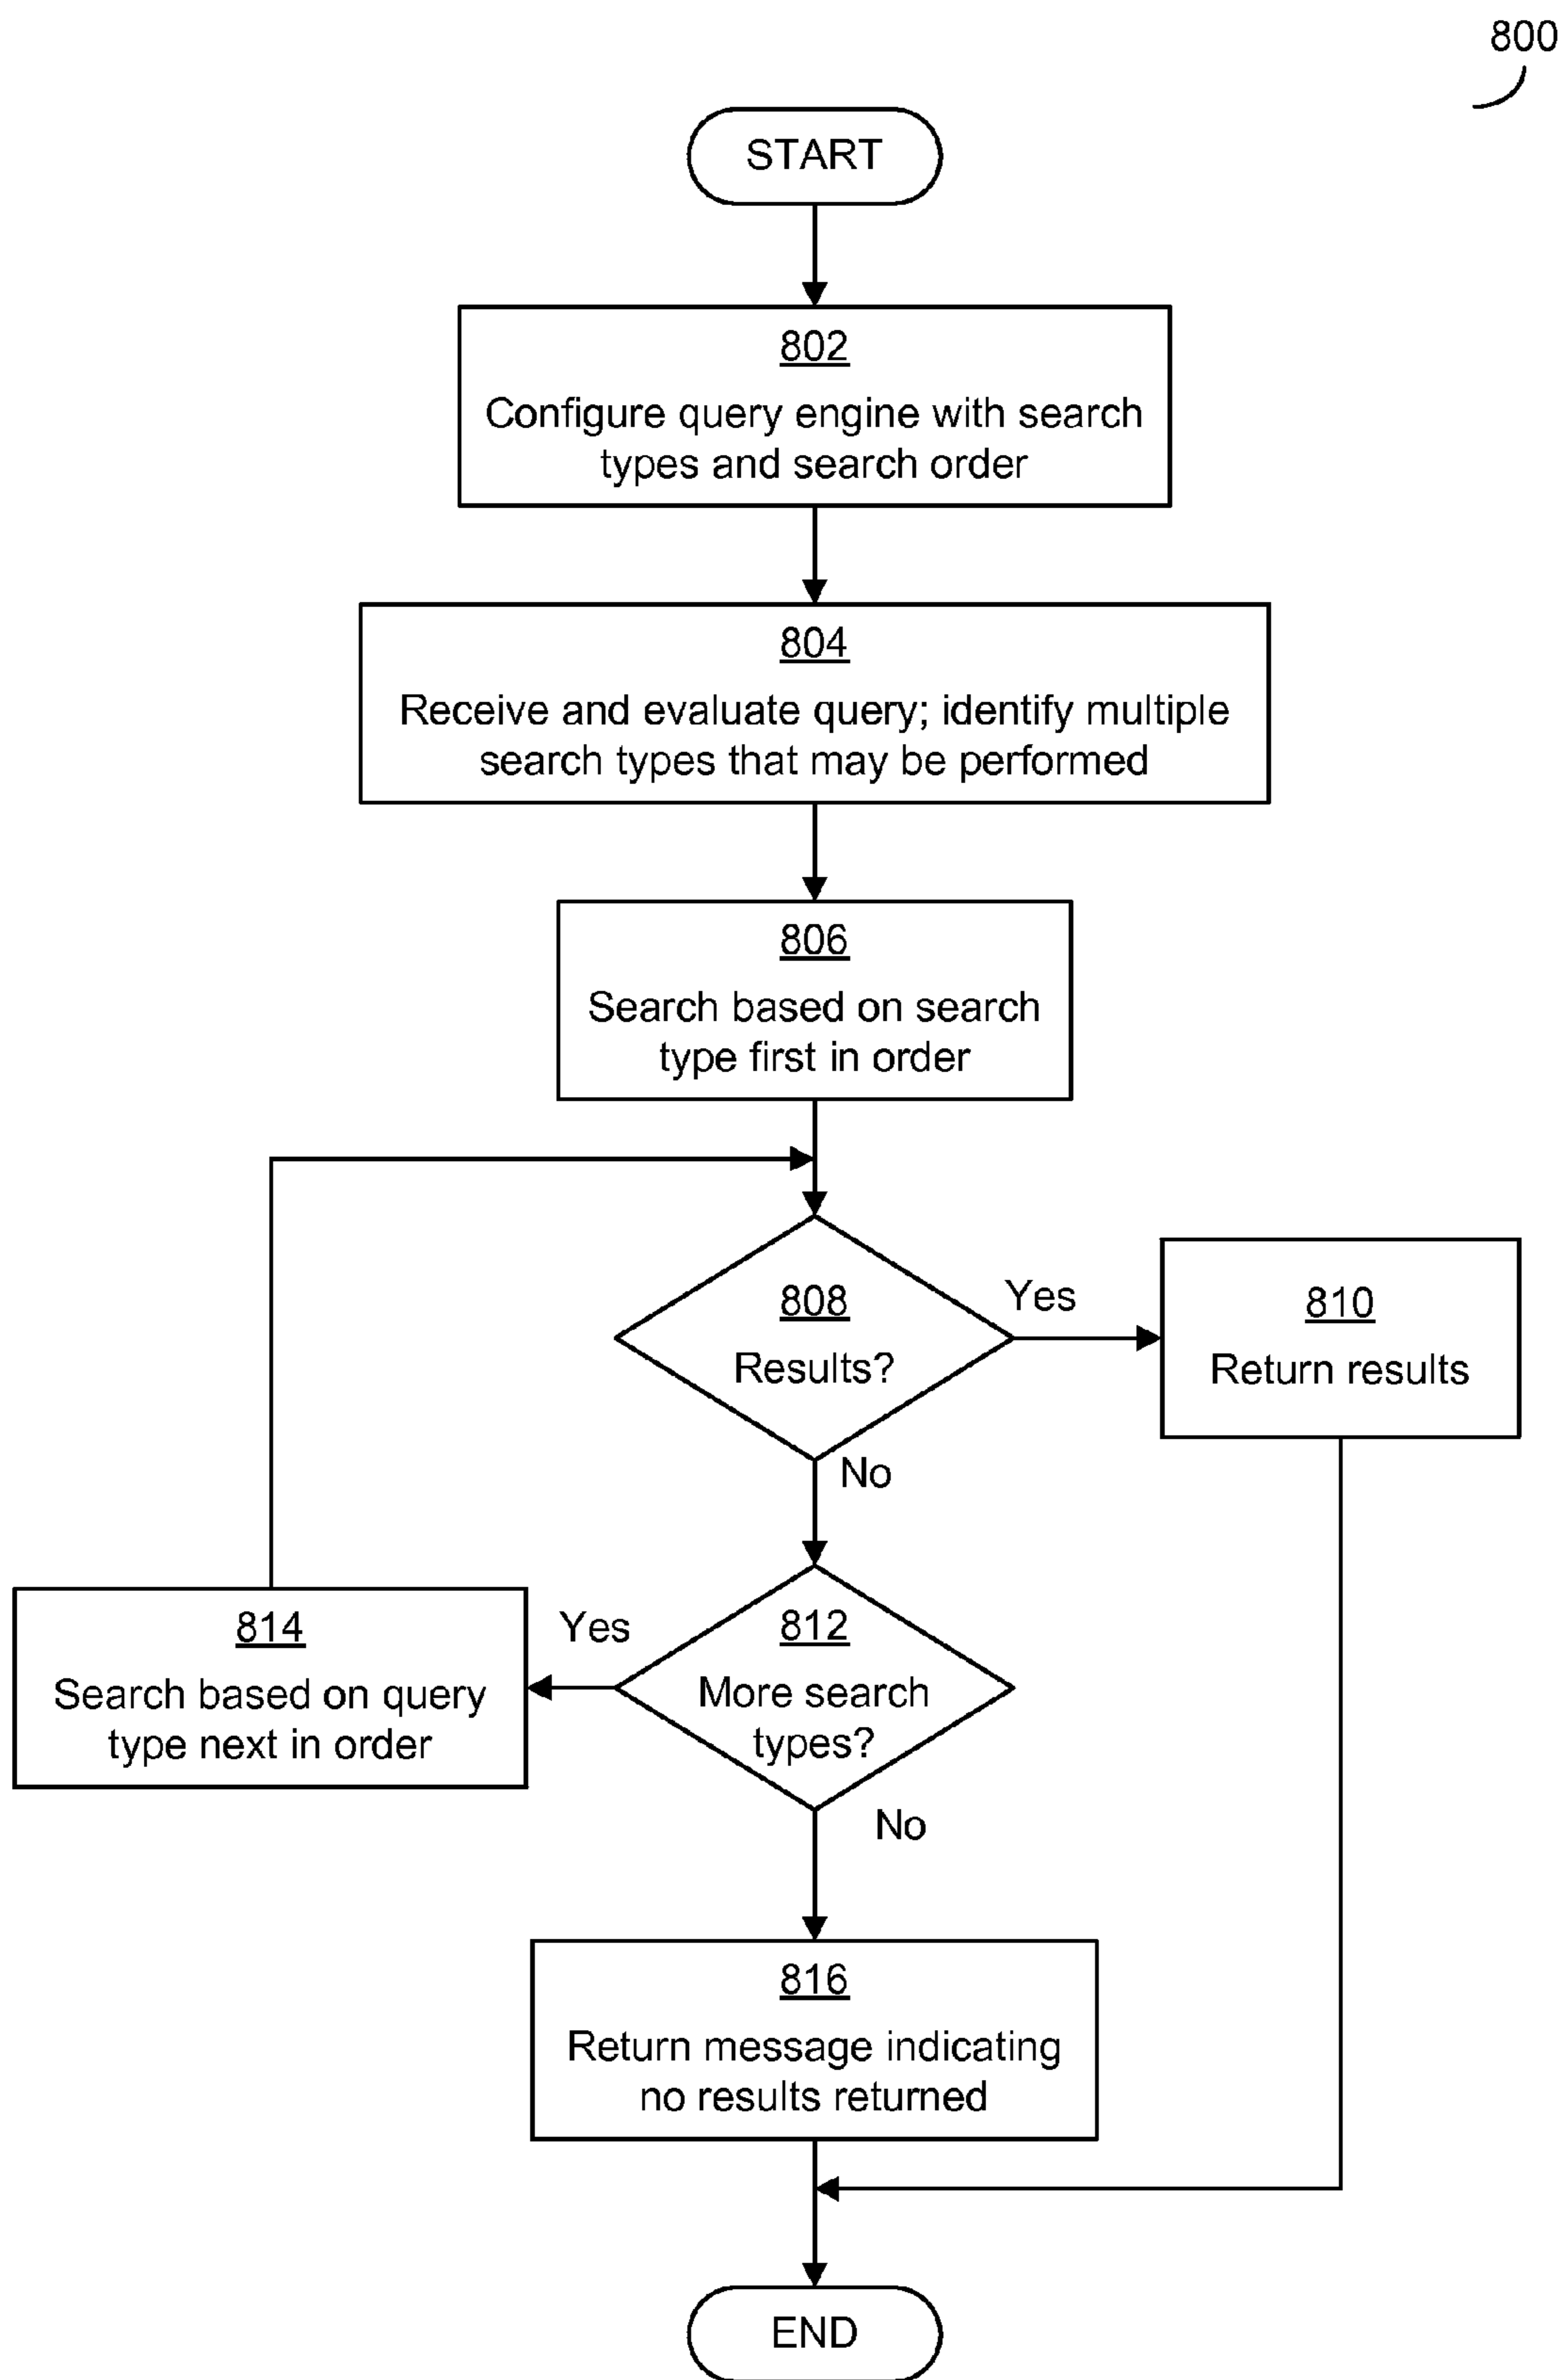 800
START
802
Configure query engine with search
types and search order
804
Receive and evaluate query; identify multiple
search types that may be performed
806
Search based on search
type first in order
808
Results?
Yes
810
Return results
No
812
More search
types?
Yes
814
Search based on query
type next in order
No
816
Return message indicating
no results returned
END